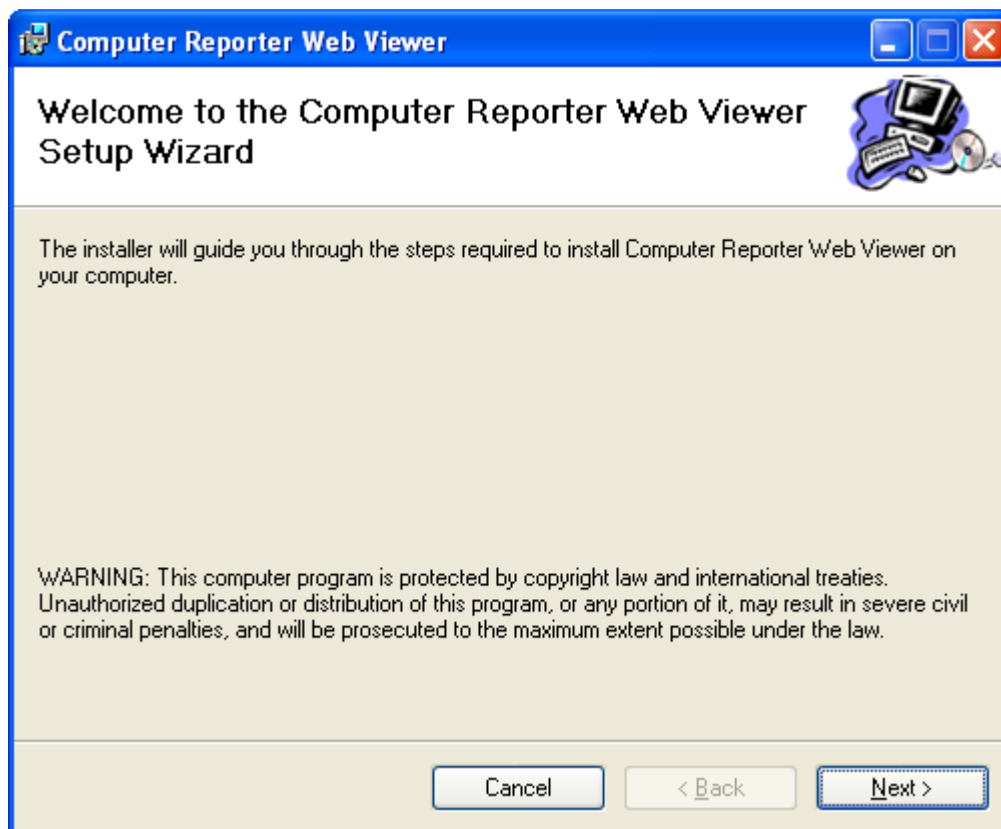 Computer Reporter Web Viewer
Welcome to the Computer Reporter Web Viewer
Setup Wizard
The installer will guide you through the steps required to install Computer Reporter Web Viewer on
your computer.
WARNING: This computer program is protected by copyright law and international treaties.
Unauthorized duplication or distribution of this program, or any portion of it, may result in severe civil
or criminal penalties, and will be prosecuted to the maximum extent possible under the law.
Cancel < Back Next >